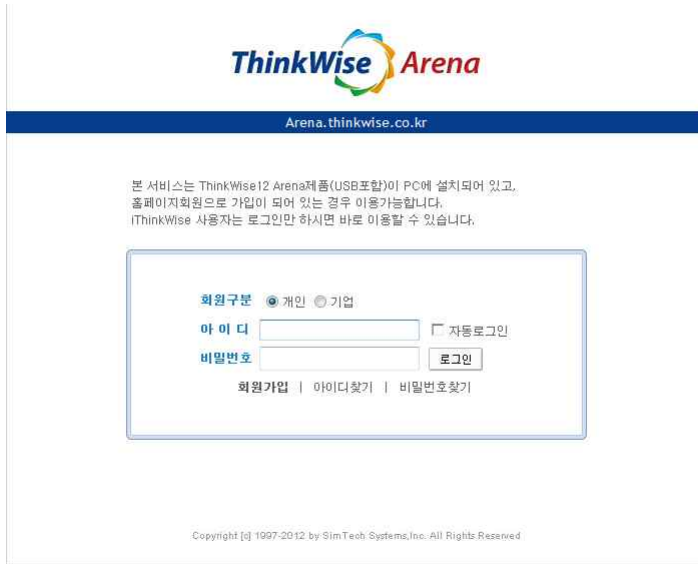 ThinkWise Arena
Arena.thinkwise.co.kr
본 서비스는 ThinkWise12 Arena제품(USB포함)이 PC에 설치되어 있고,
홈페이지회원으로 가입이 되어 있는 경우 이용가능합니다.
iThinkWise 사용자는 로그인만 하시면 바로 이용할 수 있습니다.
회원구분 개인 기업
아 이 디 자동로그인
비밀번호 로그인
회원가입 | 아이디찾기 | 비밀번호찾기
Copyright [c] 1997-2012 by SimTech Systems,Inc. All Rights Reserved